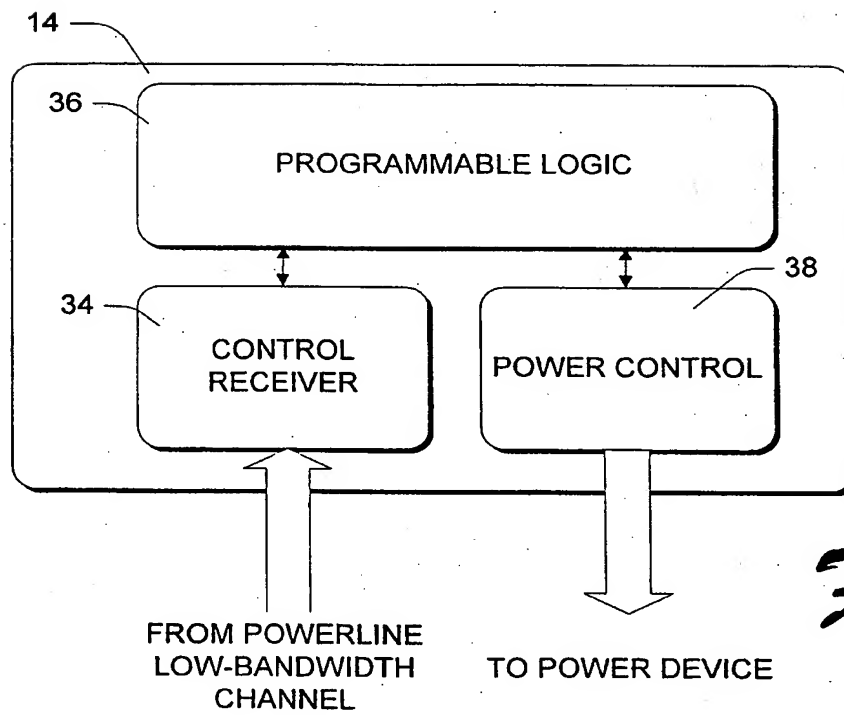 14
36
PROGRAMMABLE LOGIC
38
34
CONTROL
RECEIVER
POWER CONTROL
FROM POWERLINE
LOW-BANDWIDTH
CHANNEL
TO POWER DEVICE